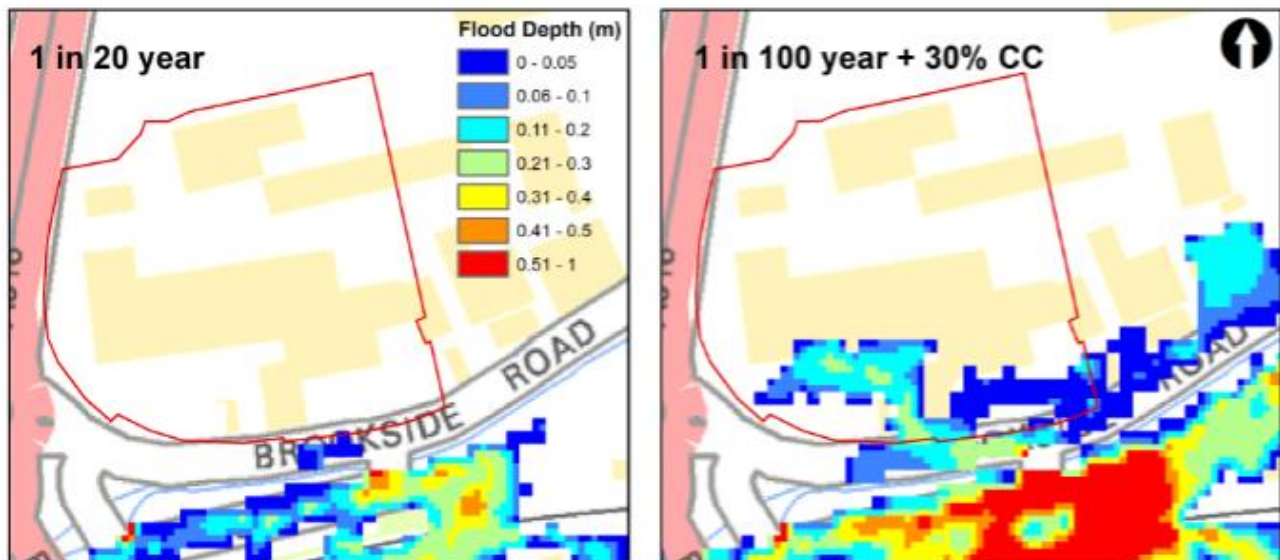 1 in 20 year
Flood Depth (m)
0 - 0.05
0.06 - 0.1
0.11 - 0.2
0.21 - 0.3
0.31 - 0.4
0.41 - 0.5
0.51 - 1
BROOKSIDE ROAD
1 in 100 year + 30% CC
ROAD